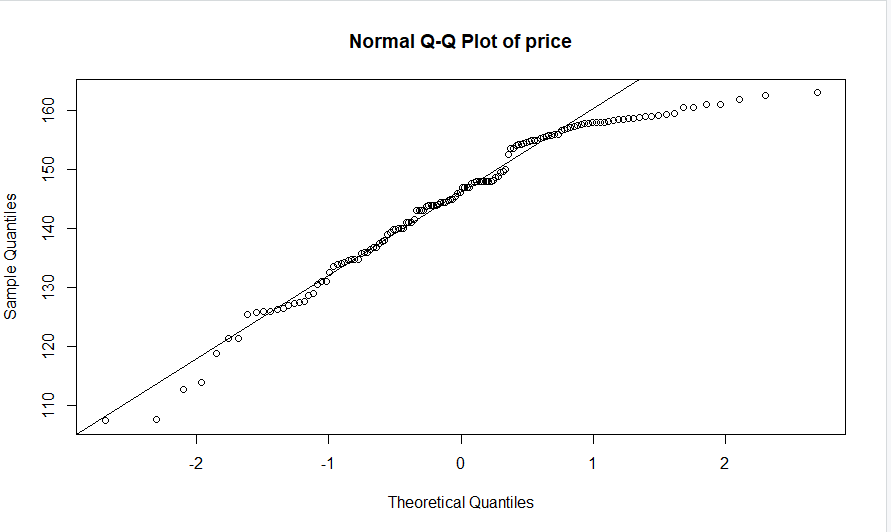 Normal Q-Q Plot of price
Sample Quantiles
160
150
140
130
120
110
-2 -1 0 1 2
Theoretical Quantiles